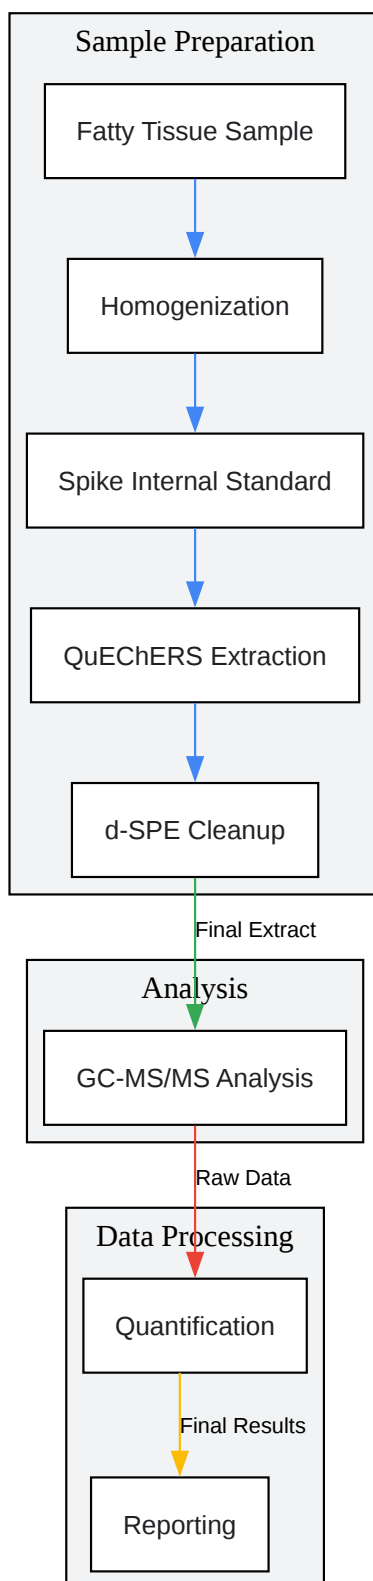 Sample Preparation
Fatty Tissue Sample
Homogenization
Spike Internal Standard
QuEChERS Extraction
d-SPE Cleanup
Final Extract
Analysis
GC-MS/MS Analysis
Raw Data
Data Processing
Quantification
Final Results
Reporting